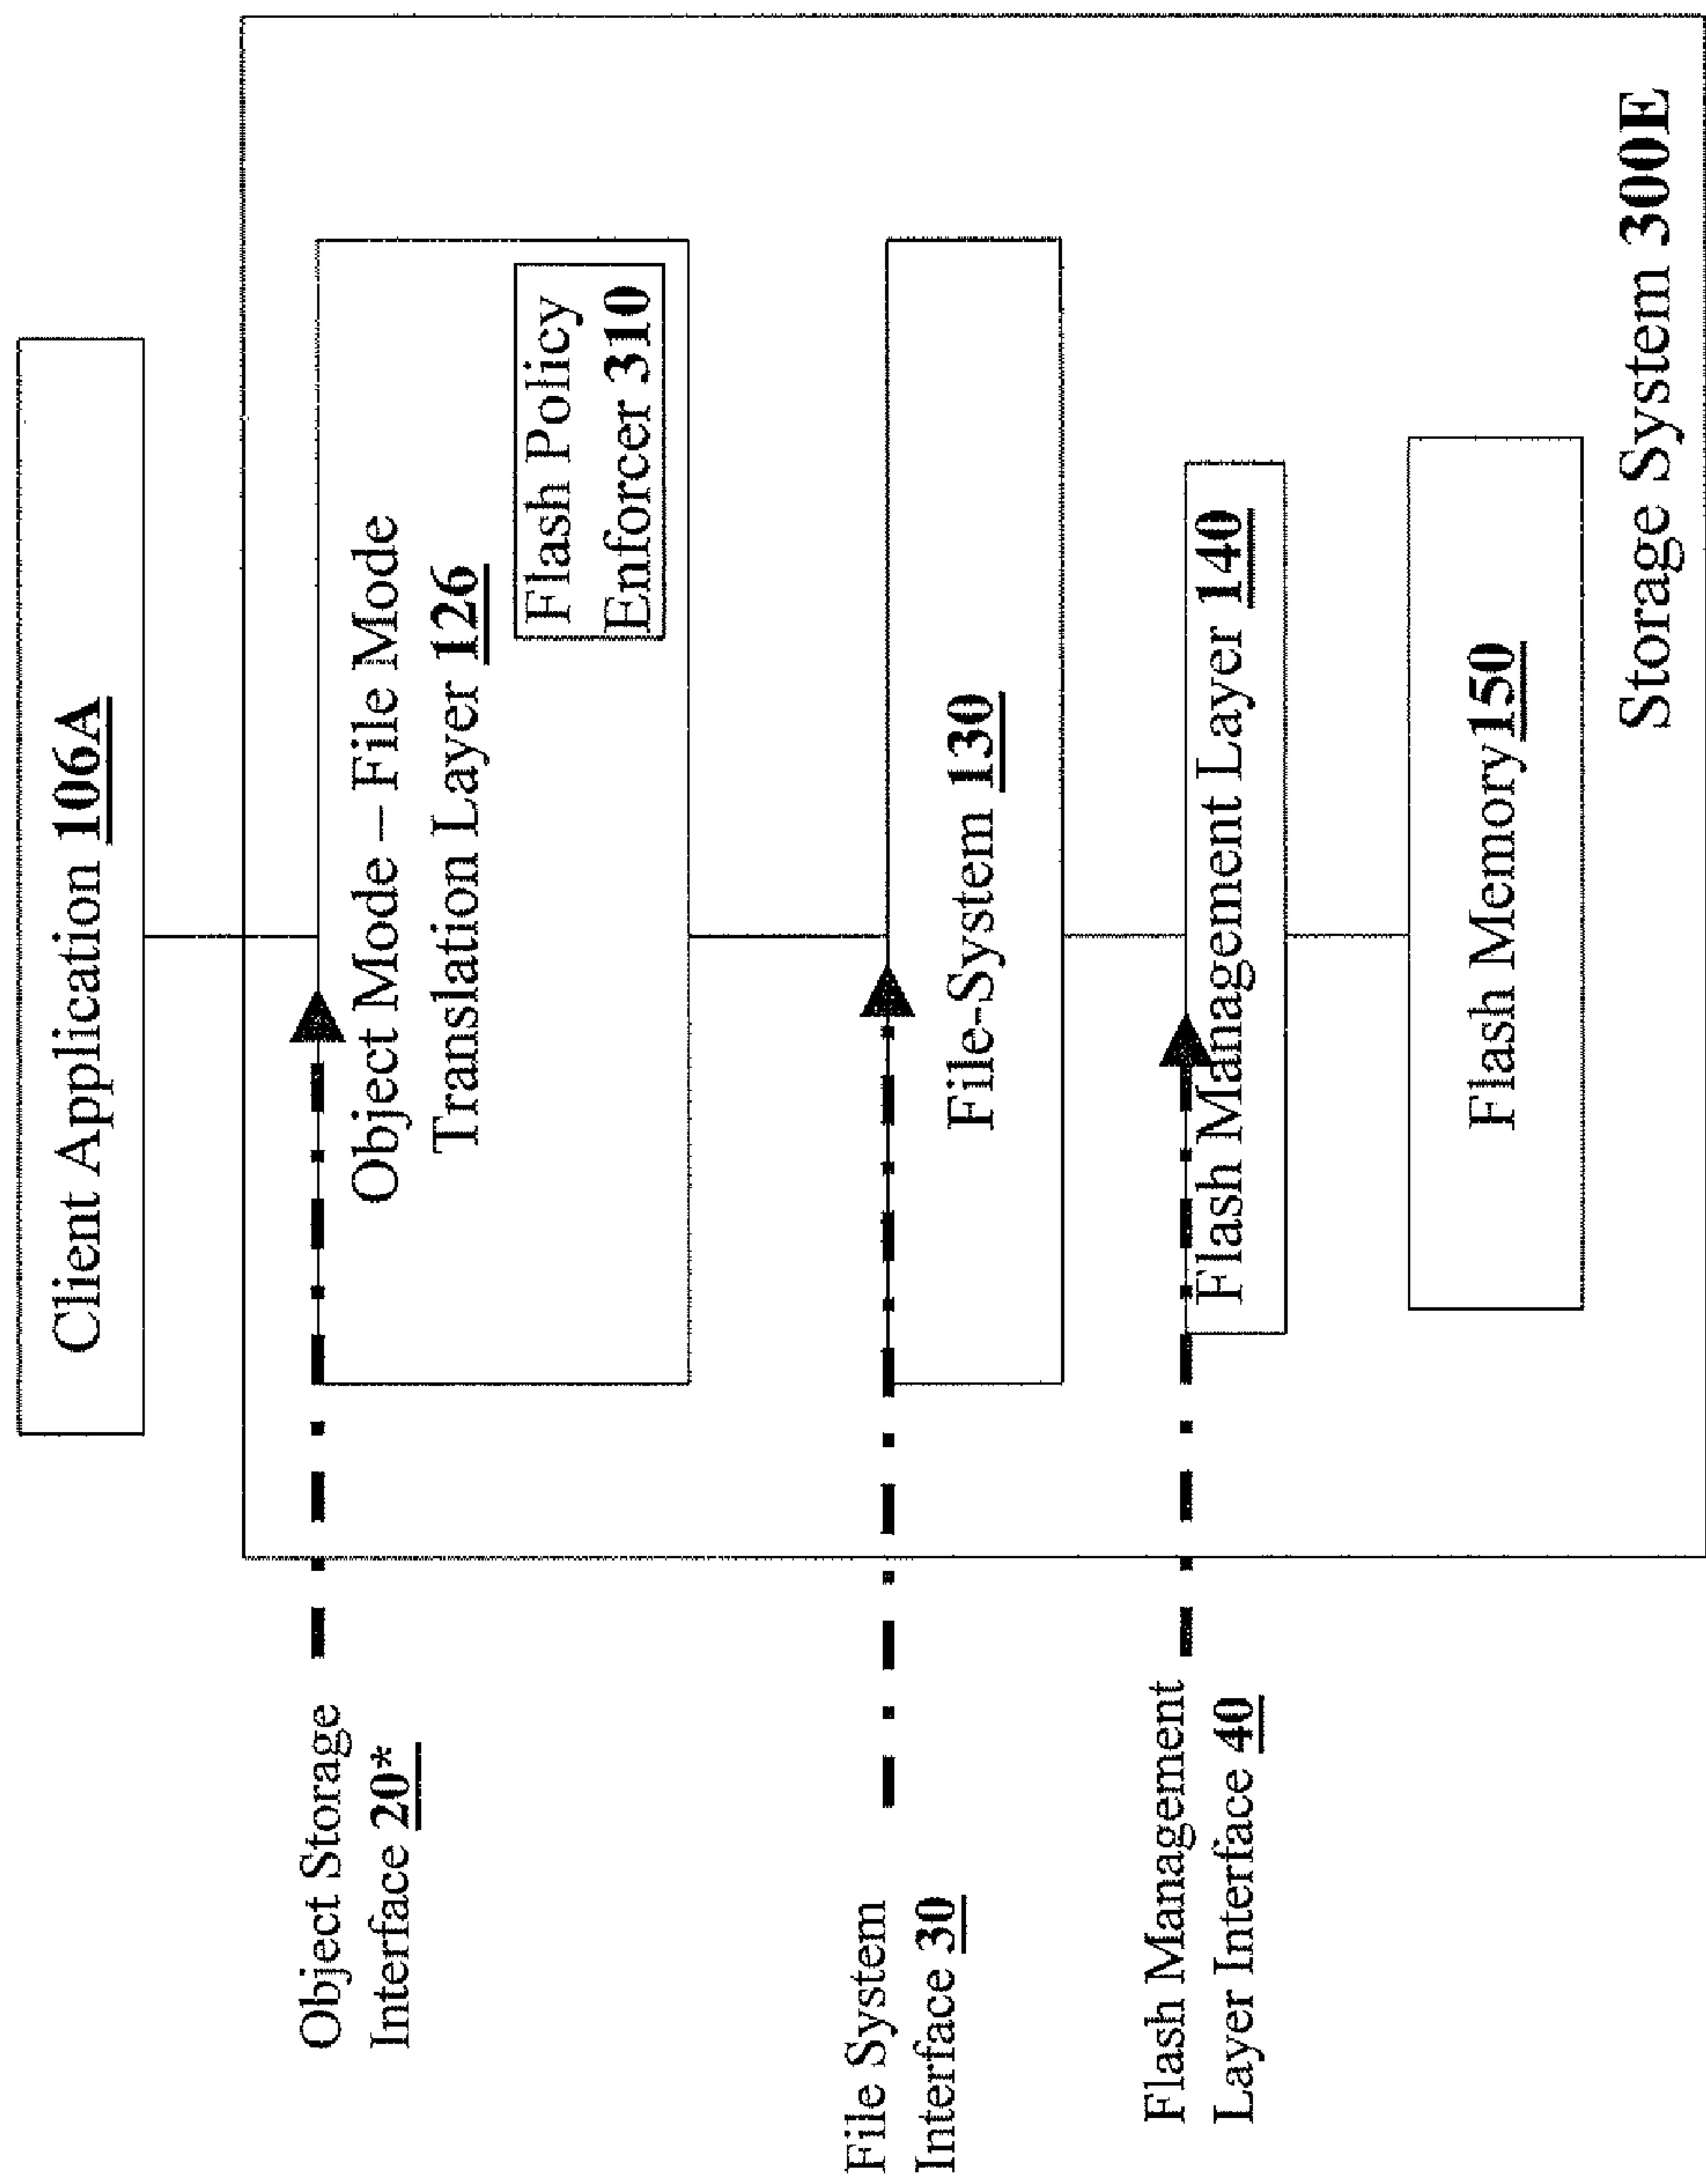 Client Application 106A
Object Storage
Interface 20*
Object Mode – File Mode
Translation Layer 126
Flash Policy
Enforcer 310
File System
Interface 30
File-System 130
Flash Management
Layer Interface 40
Flash Management Layer 140
Flash Memory150
Storage System 300E